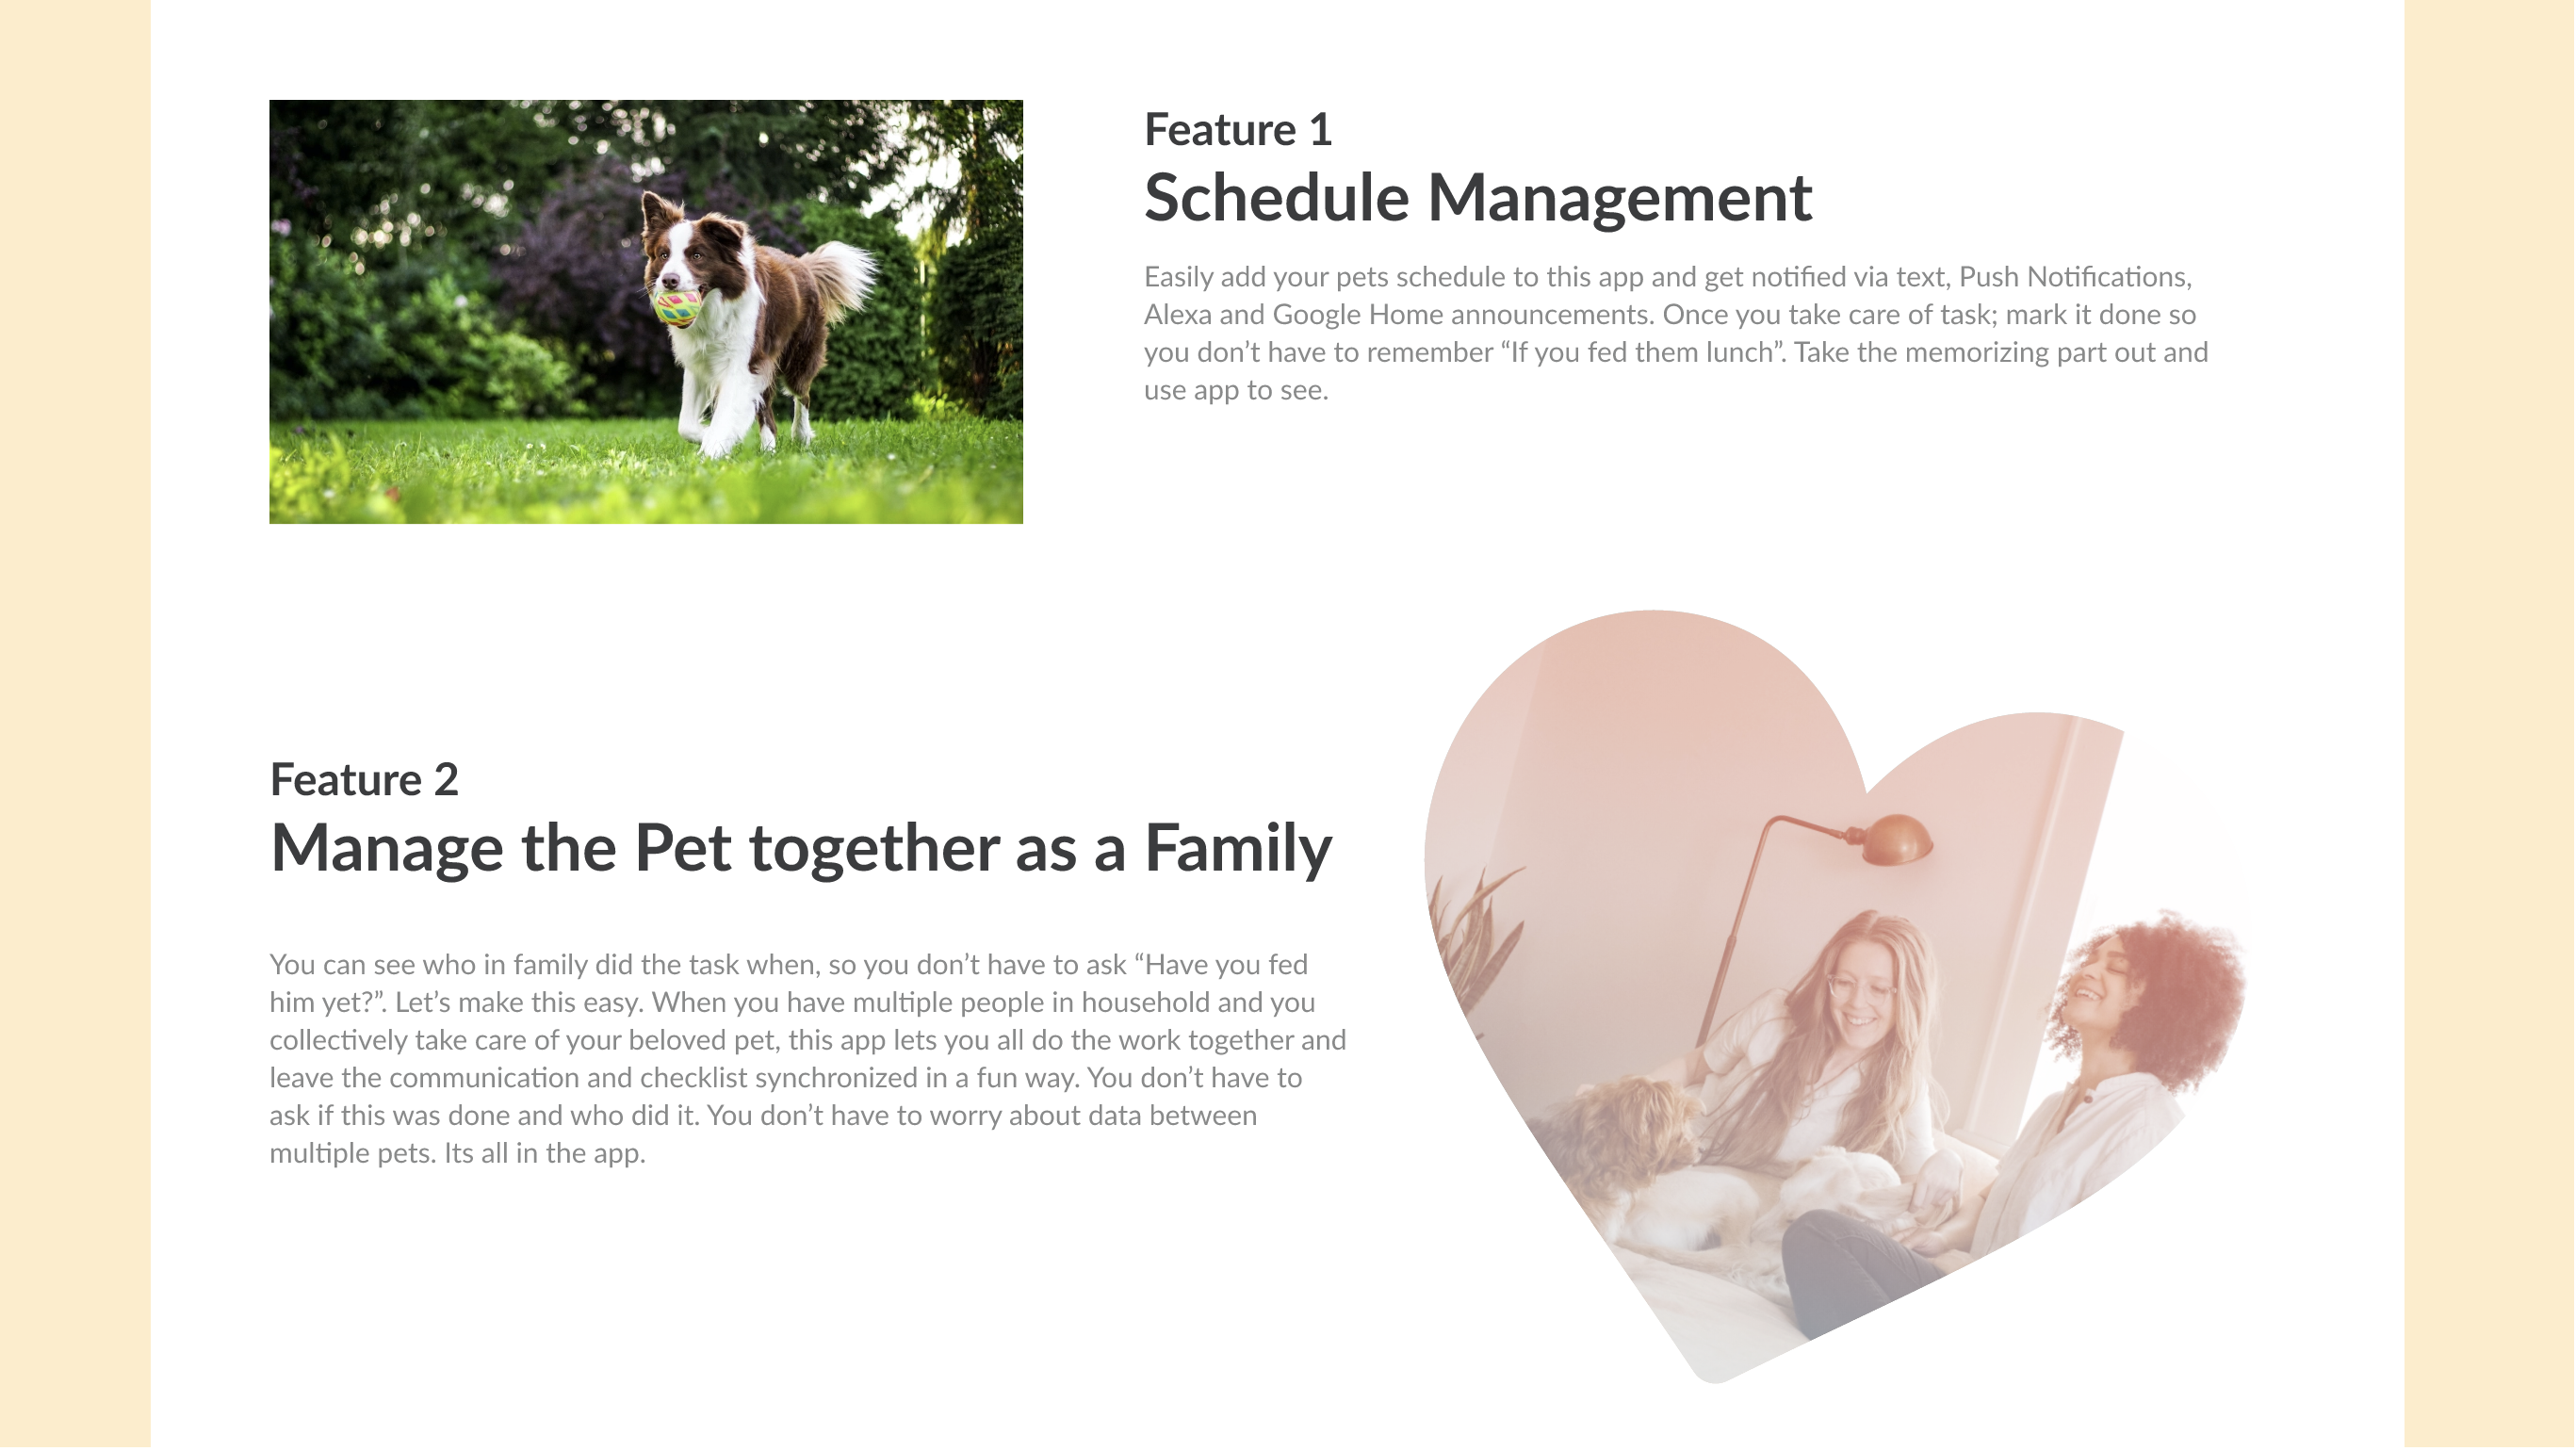 Feature 1
Schedule Management
Easily add your pets schedule to this app and get notified via text, Push Notifications,
Alexa and Google Home announcements. Once you take care of task; mark it done so
you don’t have to remember “If you fed them lunch”. Take the memorizing part out and
use app to see.
Feature 2
Manage the Pet together as a Family
You can see who in family did the task when, so you don’t have to ask “Have you fed
him yet?”. Let’s make this easy. When you have multiple people in household and you
collectively take care of your beloved pet, this app lets you all do the work together and
leave the communication and checklist synchronized in a fun way. You don’t have to
ask if this was done and who did it. You don’t have to worry about data between
multiple pets. Its all in the app.